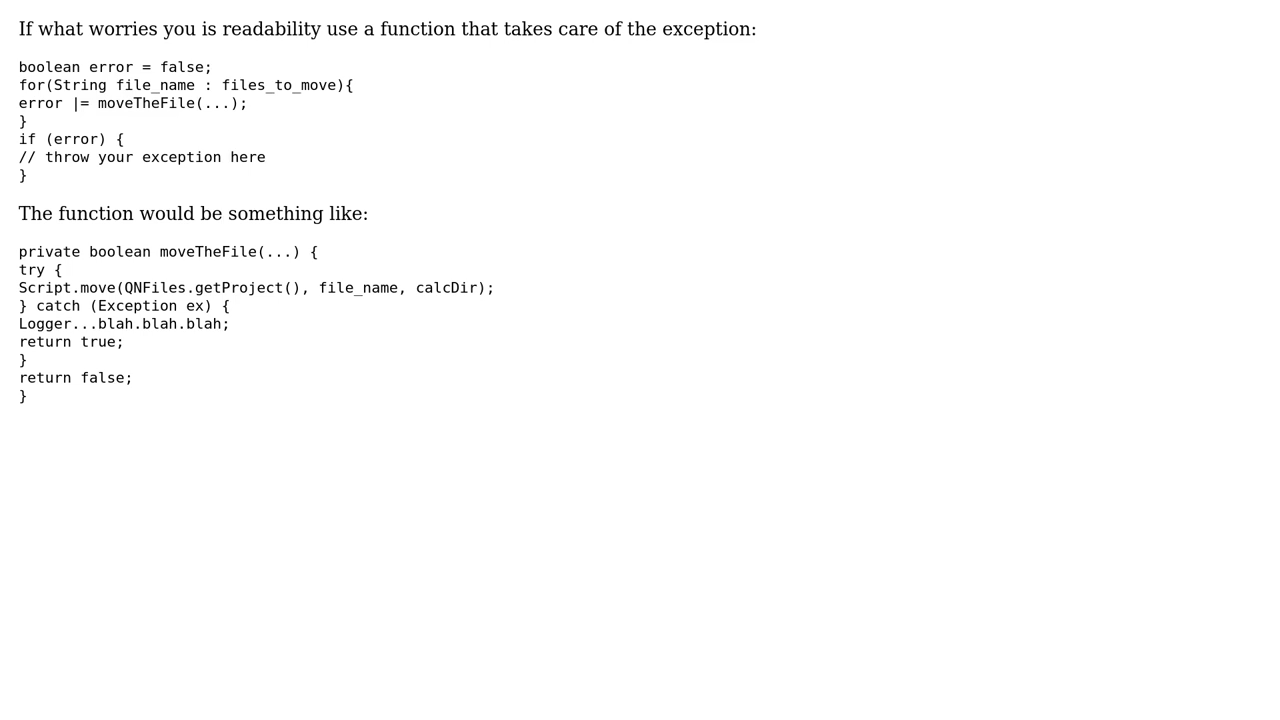 If what worries you is readability use a function that takes care of the exception:
boolean error = false;
for(String file_name : files_to_move){
error |= moveTheFile(...);
}
if (error) {
// throw your exception here
}
The function would be something like:
private boolean moveTheFile(...) {
try {
Script.move(QNFiles.getProject(), file_name, calcDir);
} catch (Exception ex) {
Logger...blah.blah.blah;
return true;
}
return false;
}